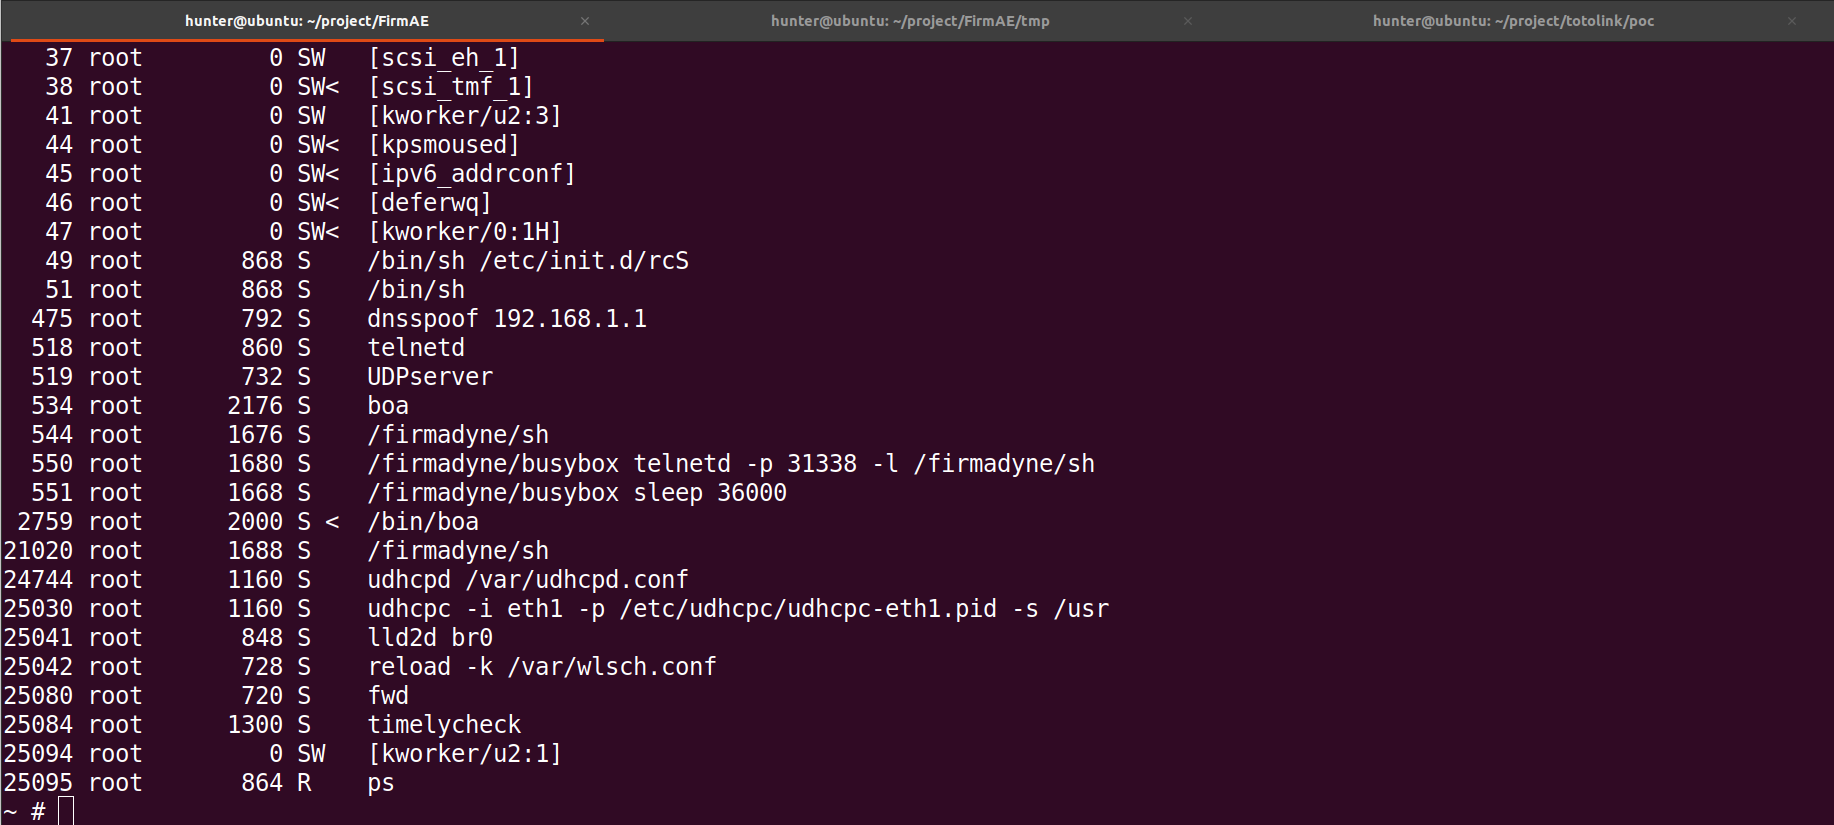 hunter@ubuntu: ~/project/FirmAE × hunter@ubuntu: ~/project/FirmAE/tmp × hunter@ubuntu: ~/project/totolink/poc ×
37 root 0 SW [scsi_eh_1]
38 root 0 SW< [scsi_tmf_1]
41 root 0 SW [kworker/u2:3]
44 root 0 SW< [kpsmoused]
45 root 0 SW< [ipv6_addrconf]
46 root 0 SW< [deferwq]
47 root 0 SW< [kworker/0:1H]
49 root 868 S /bin/sh /etc/init.d/rcS
51 root 868 S /bin/sh
475 root 792 S dnsspoof 192.168.1.1
518 root 860 S telnetd
519 root 732 S UDPserver
534 root 2176 S boa
544 root 1676 S /firmadyne/sh
550 root 1680 S /firmadyne/busybox telnetd -p 31338 -l /firmadyne/sh
551 root 1668 S /firmadyne/busybox sleep 36000
2759 root 2000 S < /bin/boa
21020 root 1688 S /firmadyne/sh
24744 root 1160 S udhcpd /var/udhcpd.conf
25030 root 1160 S udhcpc -i eth1 -p /etc/udhcpc/udhcpc-eth1.pid -s /usr
25041 root 848 S lld2d br0
25042 root 728 S reload -k /var/wlsch.conf
25080 root 720 S fwd
25084 root 1300 S timelycheck
25094 root 0 SW [kworker/u2:1]
25095 root 864 R ps
~ #